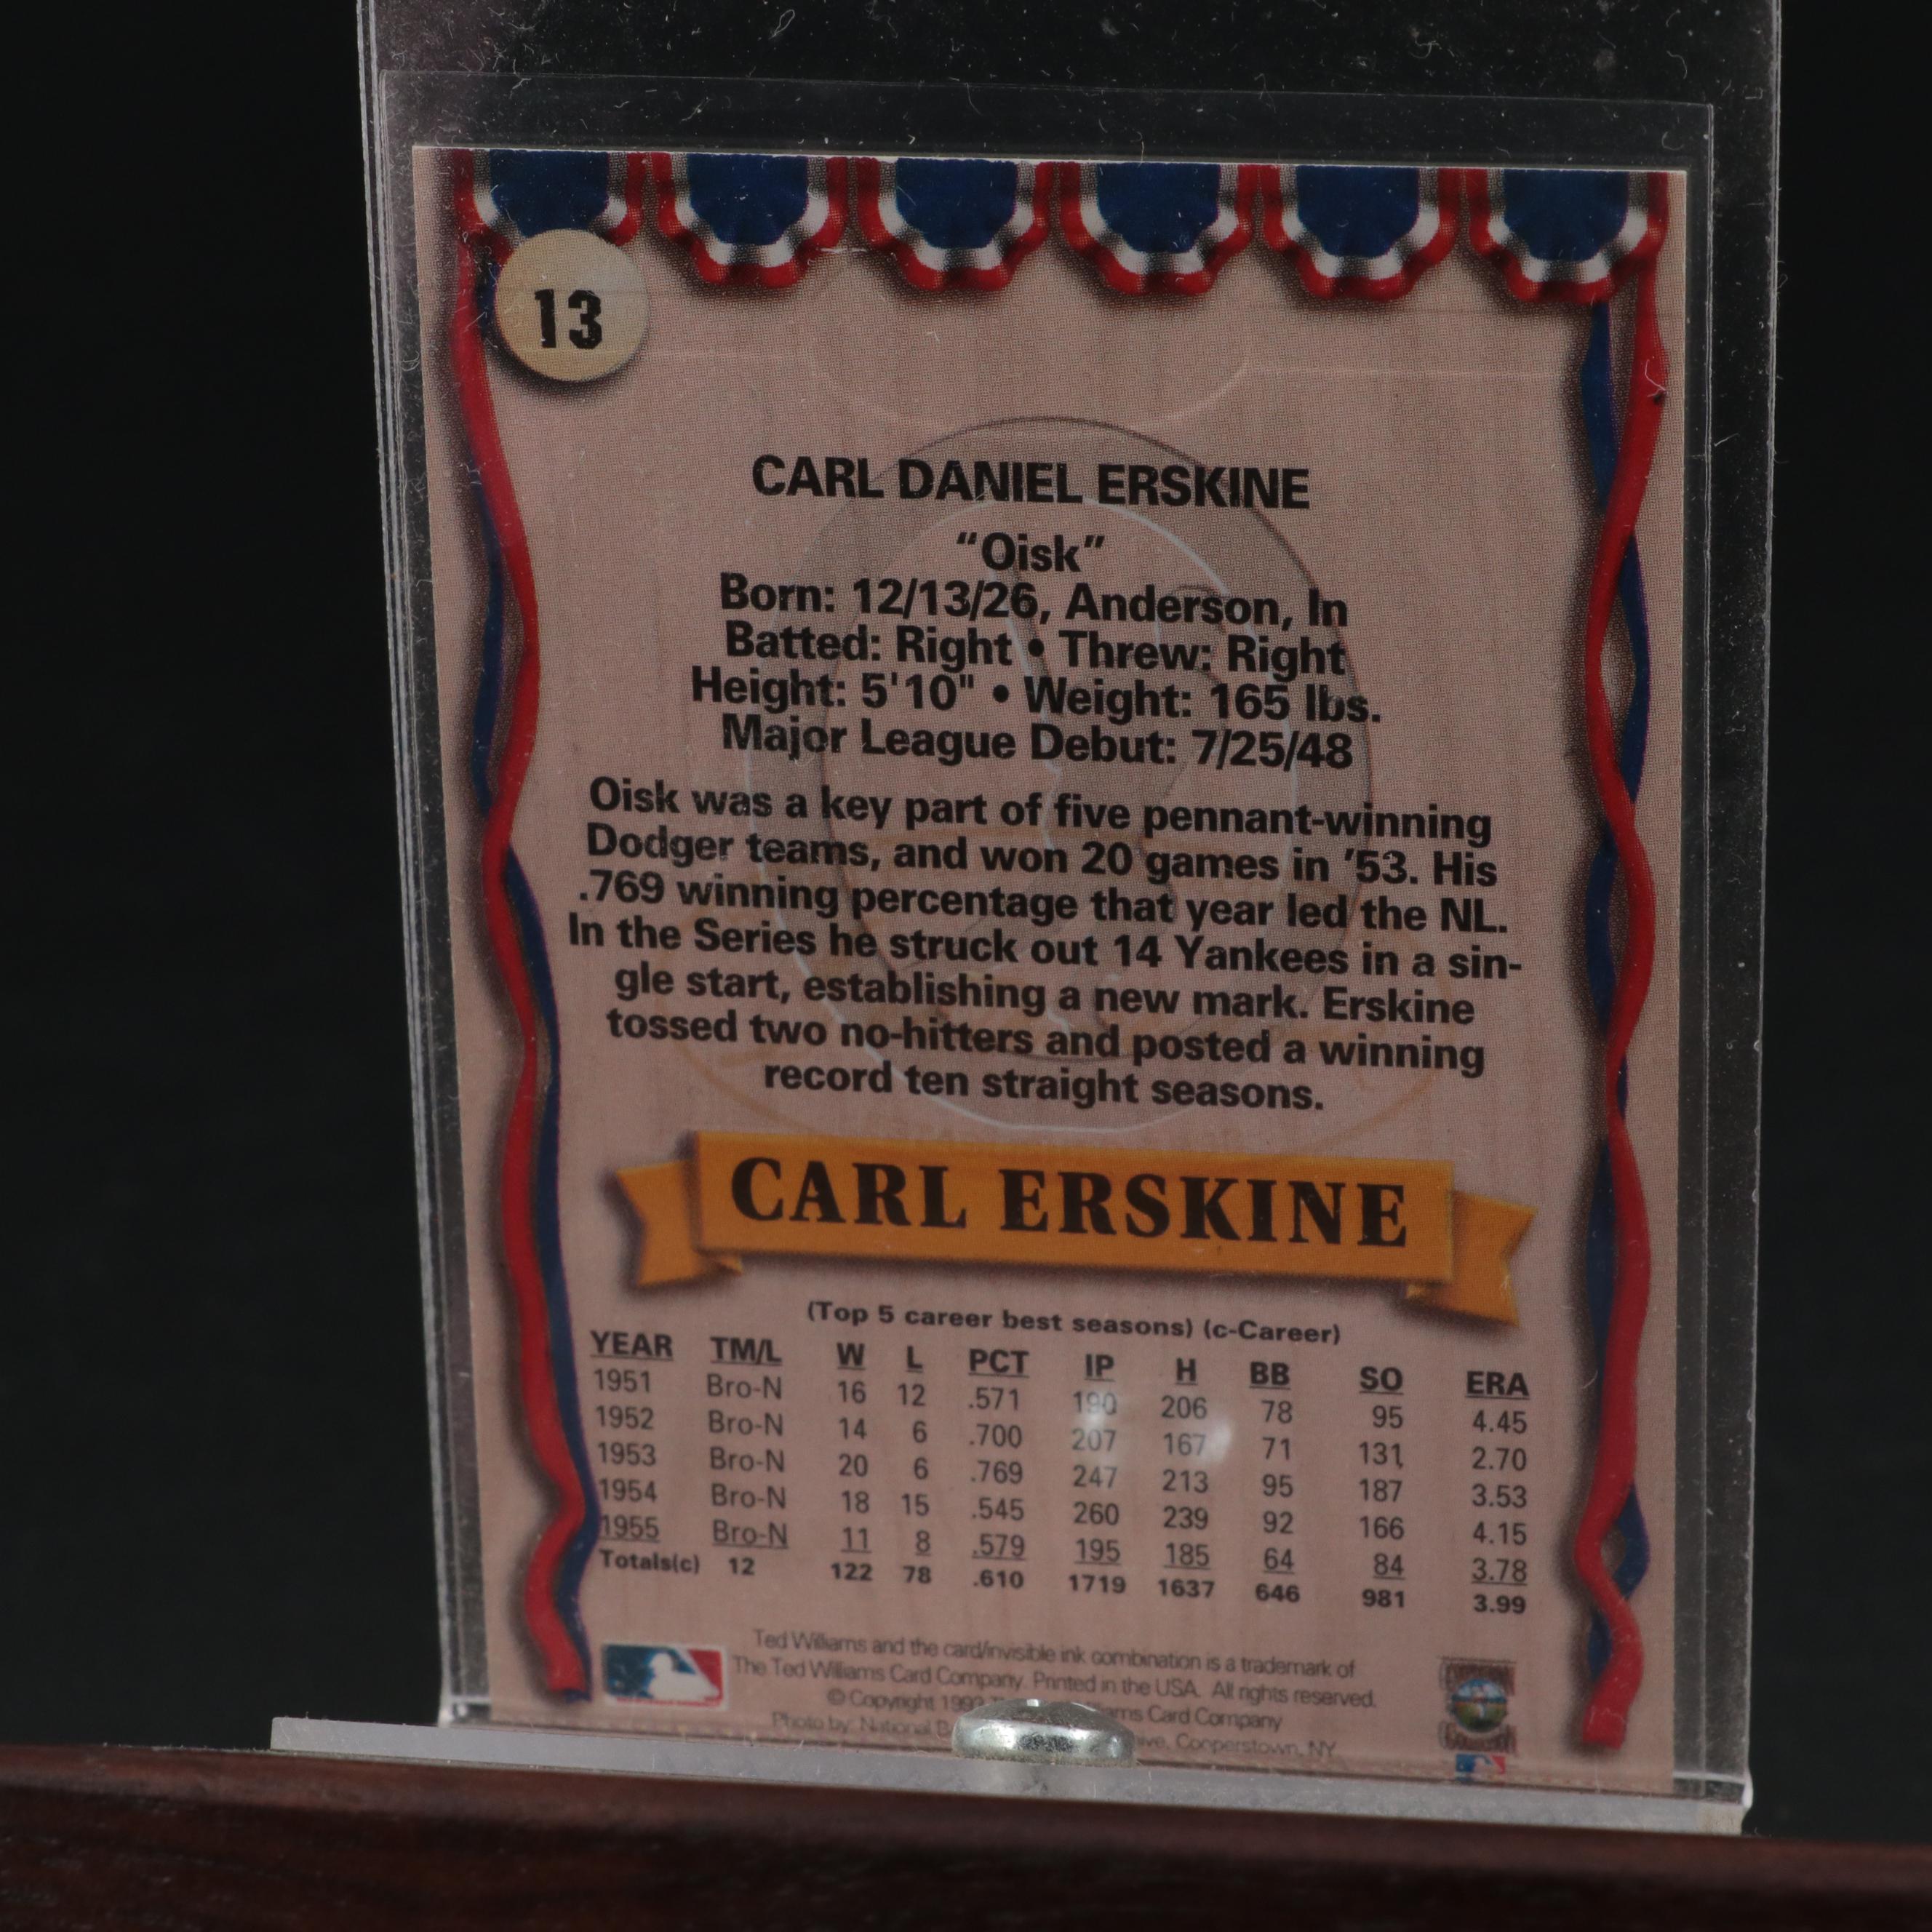 13
CARL DANIEL ERSKINE
“Oisk”
Born: 12/13/26, Anderson, In
Batted: Right • Threw: Right
Height: 5'10" • Weight: 165 lbs.
Major League Debut: 7/25/48
Oisk was a key part of five pennant-winning
Dodger teams, and won 20 games in ’53. His
.769 winning percentage that year led the NL.
In the Series he struck out 14 Yankees in a sin-
gle start, establishing a new mark. Erskine
tossed two no-hitters and posted a winning
record ten straight seasons.
CARL ERSKINE
(Top 5 career best seasons) (c-Career)
YEAR TM/L W L PCT IP H BB SO ERA
1951 Bro-N 16 12 .571 190 206 78 95 4.45
1952 Bro-N 14 6 .700 207 167 71 131 2.70
1953 Bro-N 20 6 .769 247 213 95 187 3.53
1954 Bro-N 18 15 .545 260 239 92 166 4.15
1955 Bro-N 11 8 .579 195 185 64 84 3.78
Totals(c) 12 122 78 .610 1719 1637 646 981 3.99
Ted Williams and the card/invisible ink combination is a trademark of
The Ted Williams Card Company. Printed in the USA. All rights reserved.
© Copyright Card Company
Photo by: National Cooperstown, NY